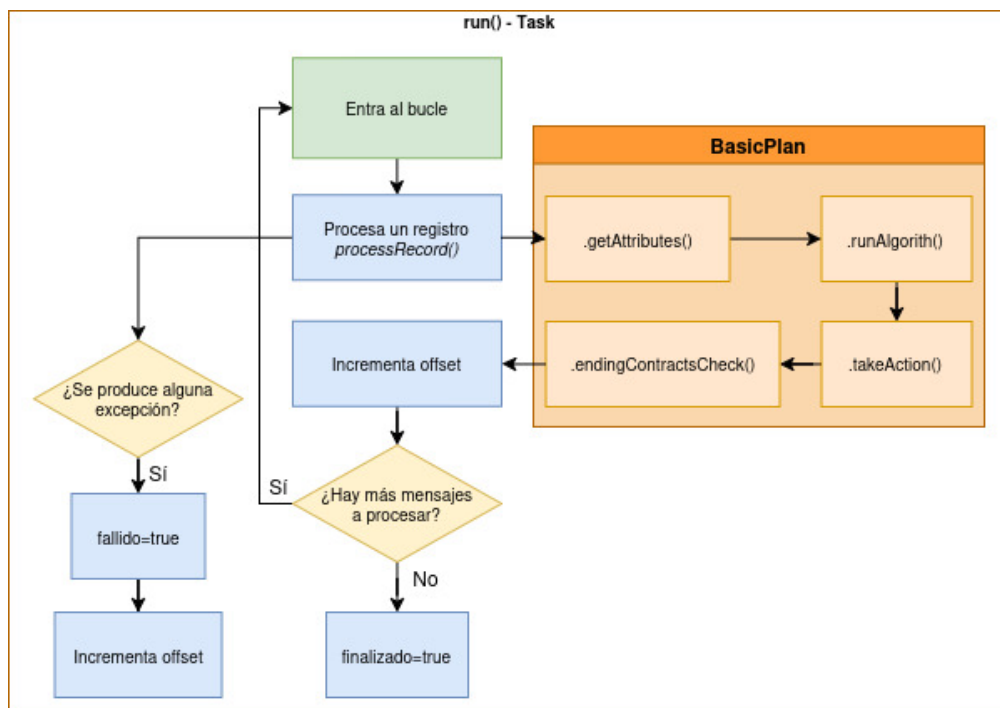 run() - Task
Entra al bucle
BasicPlan
Procesa un registro
processRecord()
.getAttributes()
.runAlgorith()
Incrementa offset
.endingContractsCheck()
.takeAction()
¿Se produce alguna
excepción?
Sí
Sí
¿Hay más mensajes
a procesar?
fallido=true
No
Incrementa offset
finalizado=true